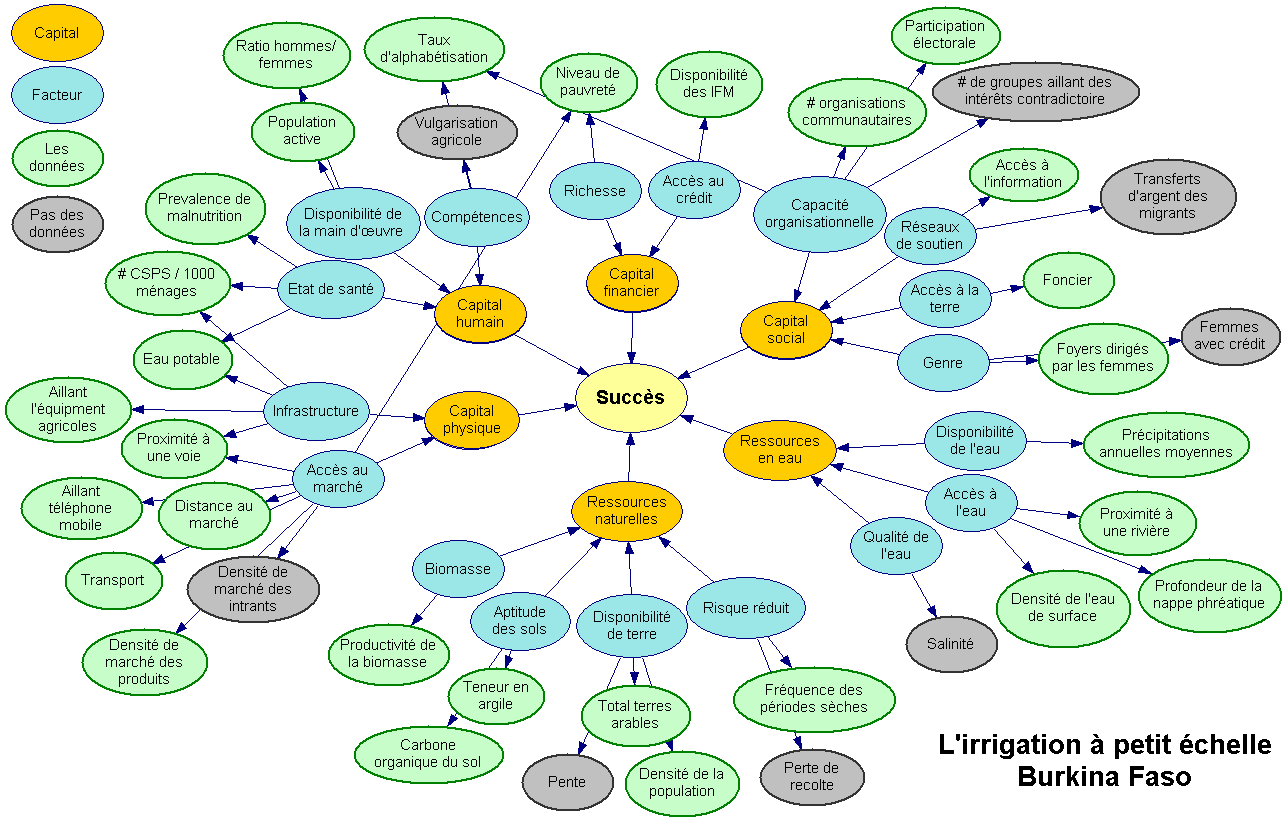 Capital
Facteur
Les
données
Pas des
données
Ratio hommes/
femmes
Taux
d'alphabétisation
Niveau de
pauvreté
Disponibilité
des IFM
Participation
électorale
# organisations
communautaires
# de groupes aillant des
intérêts contradictoire
Population
active
Vulgarisation
agricole
Accès à
l'information
Transferts
d'argent des
migrants
Prevalence de
malnutrition
Disponibilité de
la main d'œuvre
Compétences
Richesse
Accès au
crédit
Capacité
organisationnelle
Réseaux
de soutien
# CSPS / 1000
ménages
Etat de santé
Capital
humain
Capital
financier
Capital
social
Accès à la
terre
Foncier
Eau potable
Genre
Foyers dirigés
par les femmes
Femmes
avec crédit
Aillant
l'équipment
agricoles
Infrastructure
Capital
physique
Succès
Ressources
en eau
Disponibilité
de l'eau
Précipitations
annuelles moyennes
Proximité à
une voie
Accès au
marché
Aillant
téléphone
mobile
Distance au
marché
Ressources
naturelles
Accès à
l'eau
Proximité à
une rivière
Qualité de
l'eau
Transport
Densité de
marché des
intrants
Biomasse
Aptitude
des sols
Disponibilité
de terre
Risque réduit
Densité de l'eau
de surface
Profondeur de la
nappe phréatique
Densité de
marché des
produits
Productivité de
la biomasse
Salinité
Teneur en
argile
Total terres
arables
Fréquence des
périodes sèches
Carbone
organique du sol
Pente
Densité de la
population
Perte de
recolte
L'irrigation à petit échelle
Burkina Faso